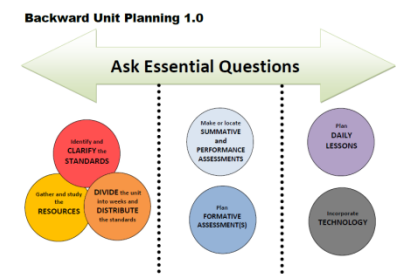 Backward Unit Planning 1.0
Ask Essential Questions
Identify and
CLARIFY the
STANDARDS
Gather and study
the
RESOURCES
DIVIDE the unit
into weeks and
DISTRIBUTE
the standards
Make or locate
SUMMATIVE
and
PERFORMANCE
ASSESSMENTS
Plan
FORMATIVE
ASSESSMENT(S)
Plan
DAILY
LESSONS
Incorporate
TECHNOLOGY